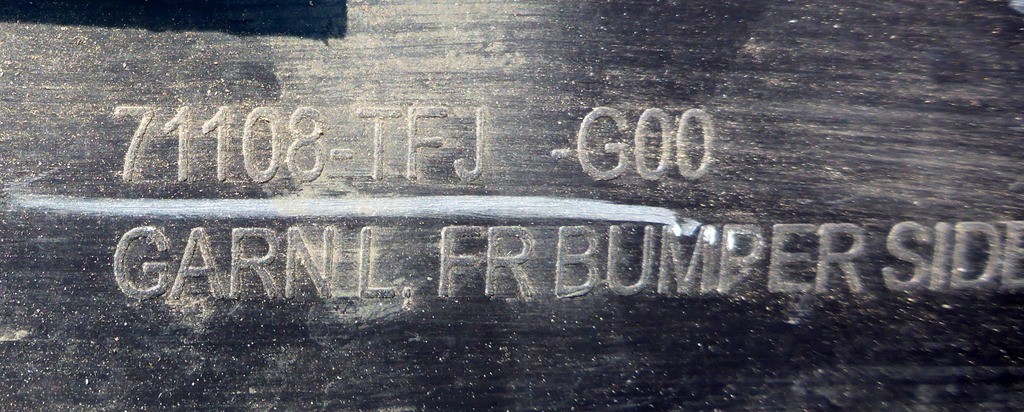 71108-TFJ -G00
GARN.L, FR BUMPER SIDE